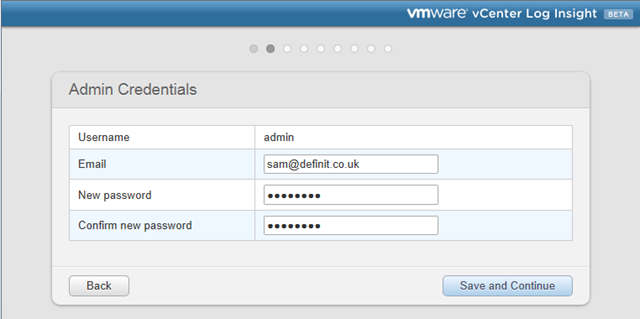 vmware vCenter Log Insight BETA
Admin Credentials
Username admin
Email sam@definit.co.uk
New password ••••••••
Confirm new password ••••••••
Back Save and Continue